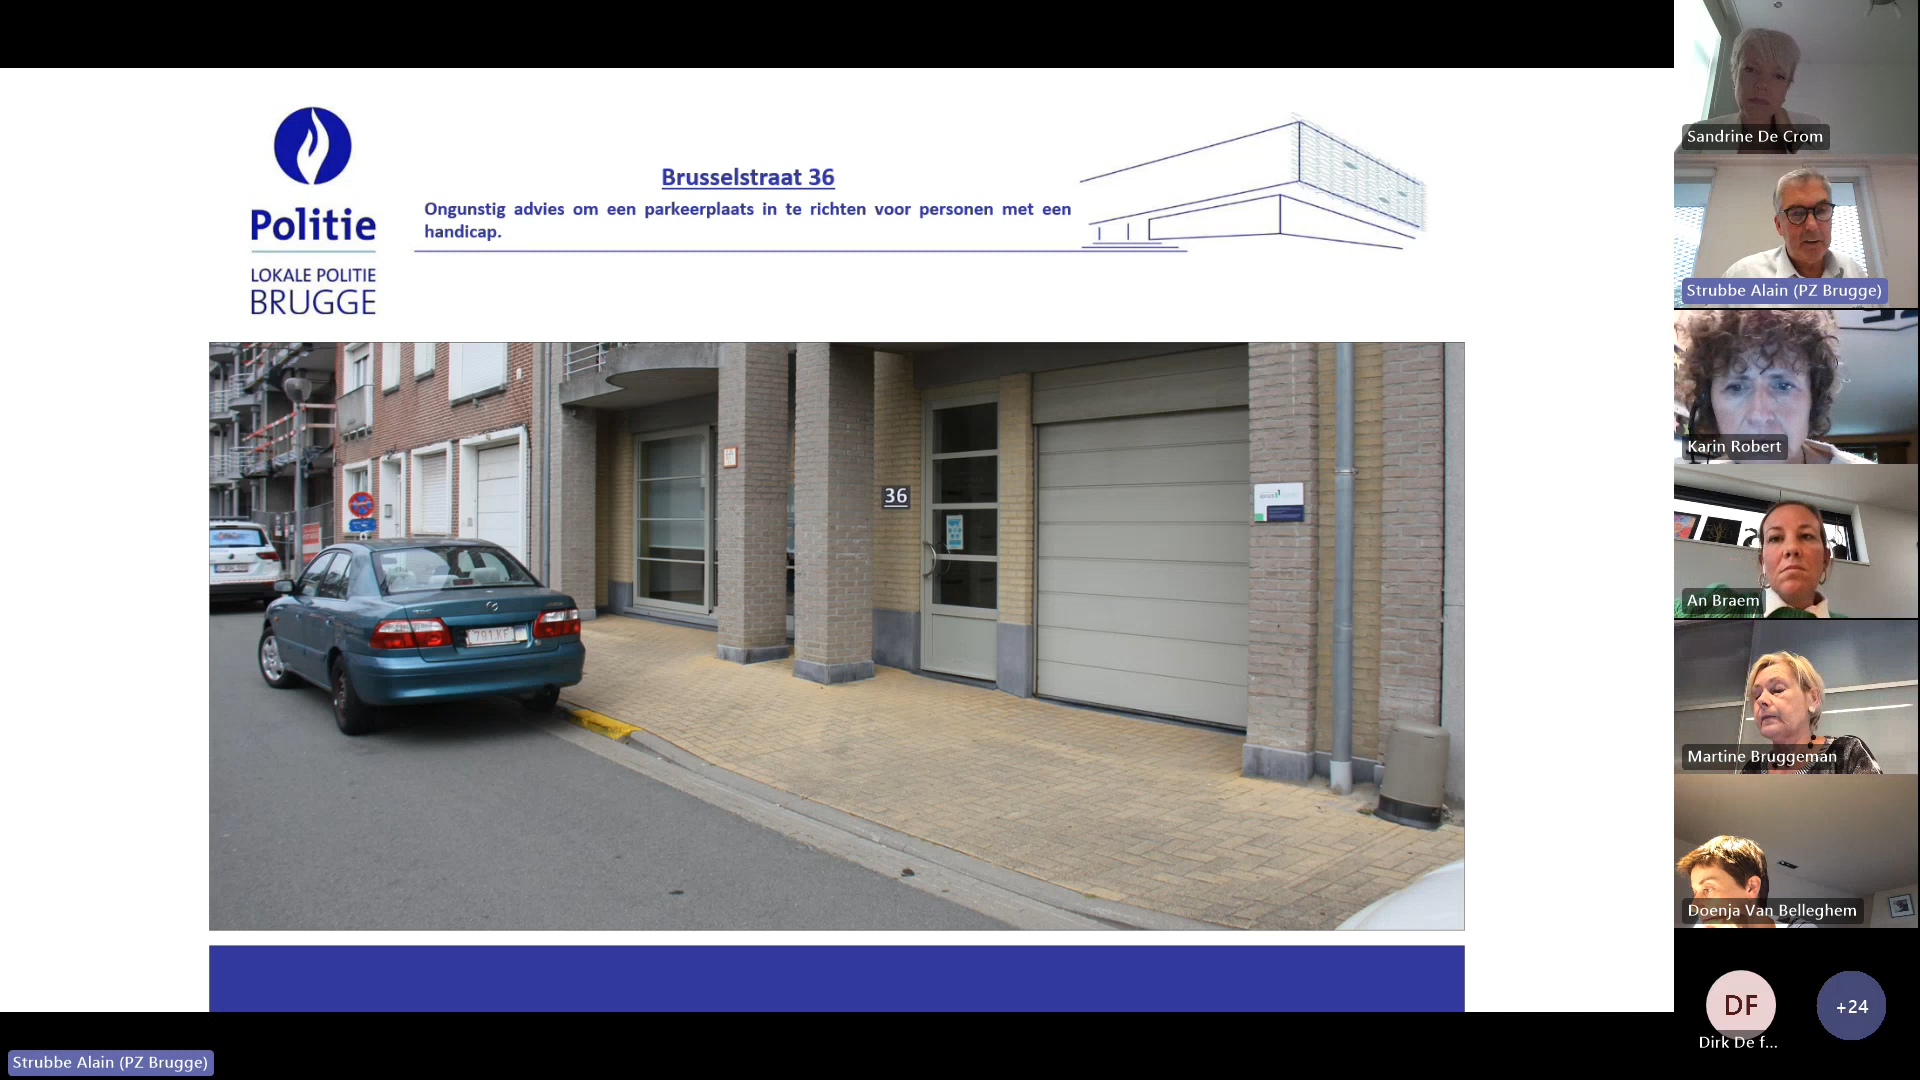 Politie
LOKALE POLITIE
BRUGGE
Brusselstraat 36
Ongunstig advies om een parkeerplaats in te richten voor personen met een
handicap.
36
Sandrine De Crom
Strubbe Alain (PZ Brugge)
Karin Robert
An Braem
Martine Bruggeman
Doenja Van Belleghem
DF
+24
Dirk De f...
Strubbe Alain (PZ Brugge)